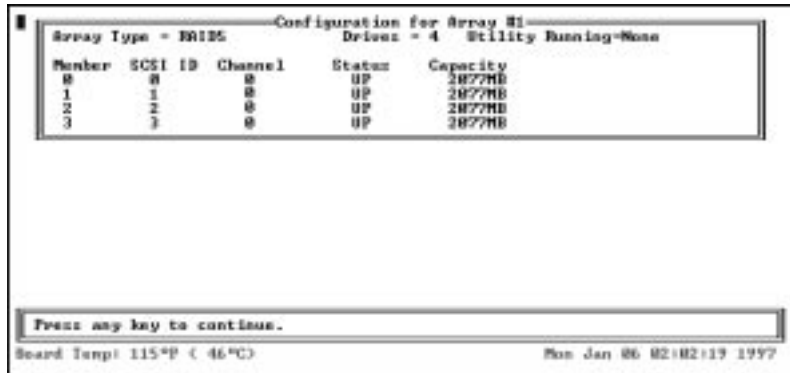 Configuration for Array #1
Array Type = RAID5 Drives = 4 Utility Running=None
Member SCSI ID Channel Status Capacity
0 0 0 UP 2077MB
1 1 0 UP 2077MB
2 2 0 UP 2077MB
3 3 0 UP 2077MB
Press any key to continue.
Board Temp: 115°F ( 46°C) Mon Jan 06 02:02:19 1997